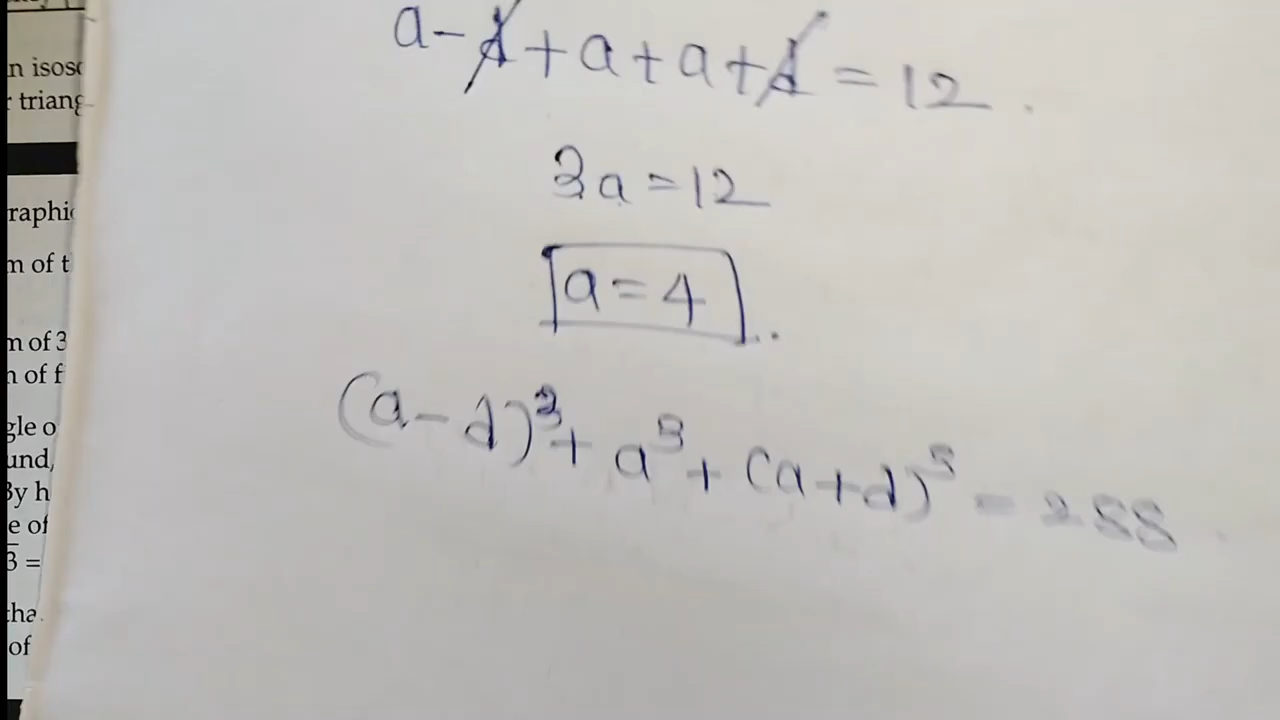 n isos
triang
raphi
m of t
m of 3
n of f
gle o
und,
By h
e of
3 =
tha
of
a - d + a + a + d = 12
3a = 12
a = 4
(a - d)³ + a³ + (a + d)³ = 288